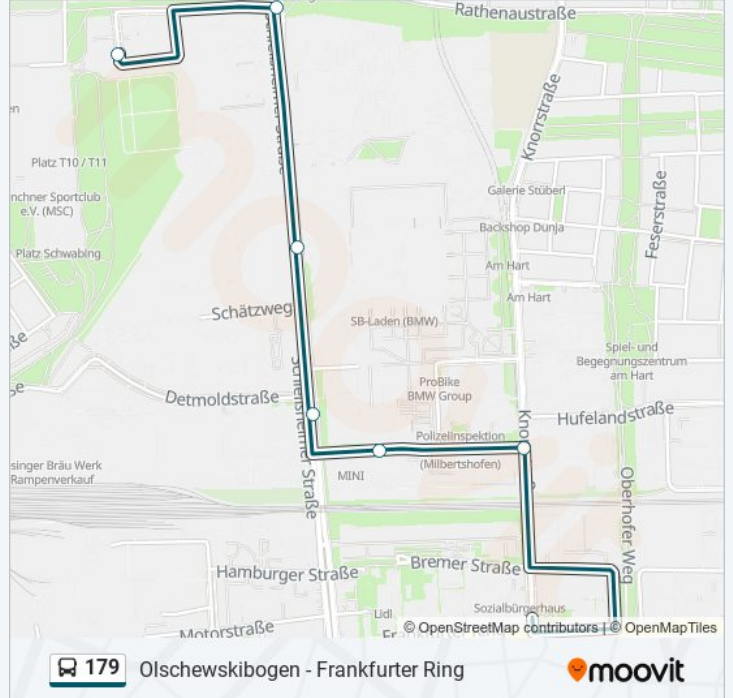 Rathenaustraße
Knorrstraße
Platz T10 / T11
nchner Sportclub
e.V. (MSC)
Platz Schwabing
Galerie Stüberl
Backshop Dunja
Feserstraße
Am Hart
Am Hart
Schätzweg
SB-Laden (BMW)
Spiel- und
Begegnungszentrum
am Hart
ProBike
BMW Group
Detmoldstraße
Hufelandstraße
Schleißheimer Straße
Polizeiinspektion
(Milbertshofen)
MINI
singer Bräu Werk
Rampenverkauf
Oberhofer Weg
Hamburger Straße
Bremer Straße
Lidl
Sozialbürgerhaus
Motorstraße
© OpenStreetMap contributors | © OpenMapTiles
179 Olschewskibogen - Frankfurter Ring
moovit